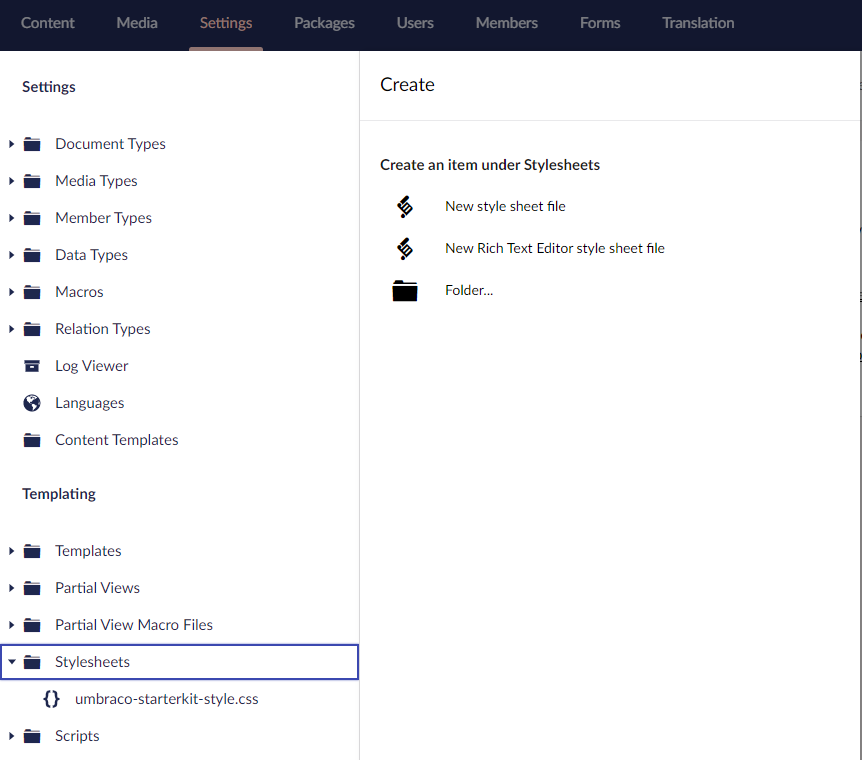 Content Media Settings Packages Users Members Forms Translation
Settings
Document Types
Media Types
Member Types
Data Types
Macros
Relation Types
Log Viewer
Languages
Content Templates
Templating
Templates
Partial Views
Partial View Macro Files
Stylesheets
umbraco-starterkit-style.css
Scripts
Create
Create an item under Stylesheets
New style sheet file
New Rich Text Editor style sheet file
Folder...